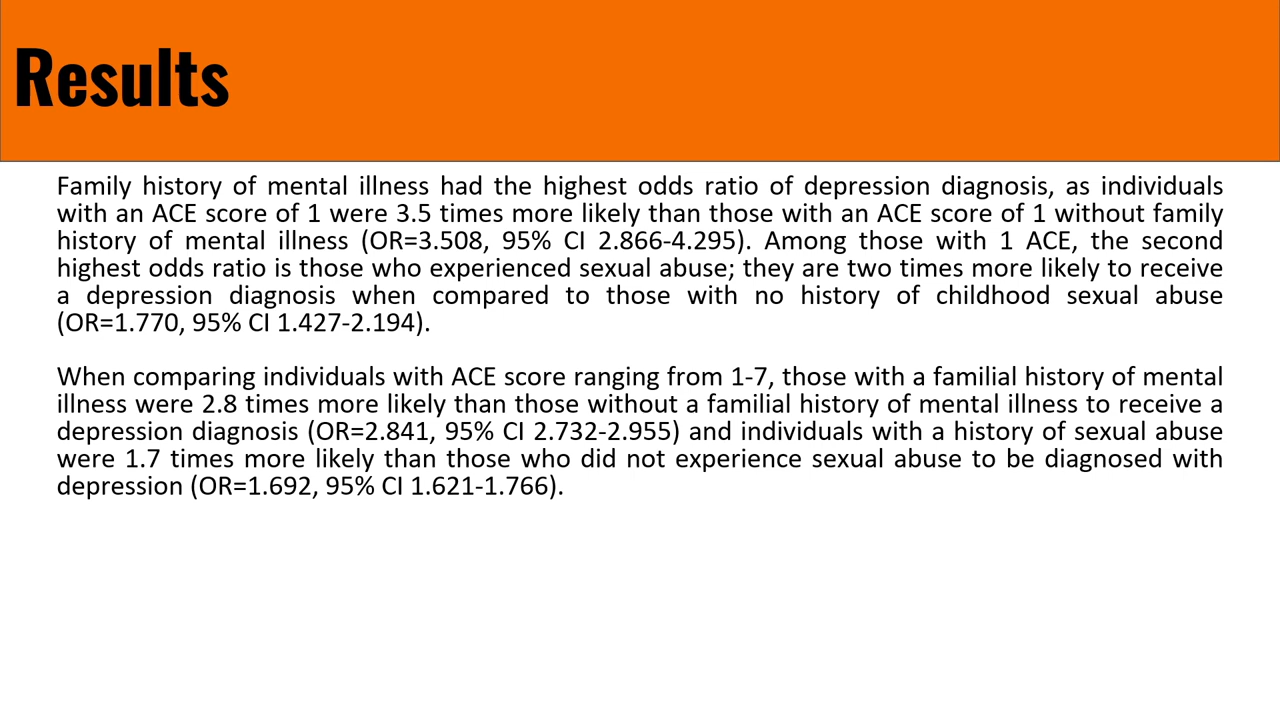 Results
Family history of mental illness had the highest odds ratio of depression diagnosis, as individuals
with an ACE score of 1 were 3.5 times more likely than those with an ACE score of 1 without family
history of mental illness (OR=3.508, 95% CI 2.866-4.295). Among those with 1 ACE, the second
highest odds ratio is those who experienced sexual abuse; they are two times more likely to receive
a depression diagnosis when compared to those with no history of childhood sexual abuse
(OR=1.770, 95% CI 1.427-2.194).
When comparing individuals with ACE score ranging from 1-7, those with a familial history of mental
illness were 2.8 times more likely than those without a familial history of mental illness to receive a
depression diagnosis (OR=2.841, 95% CI 2.732-2.955) and individuals with a history of sexual abuse
were 1.7 times more likely than those who did not experience sexual abuse to be diagnosed with
depression (OR=1.692, 95% CI 1.621-1.766).